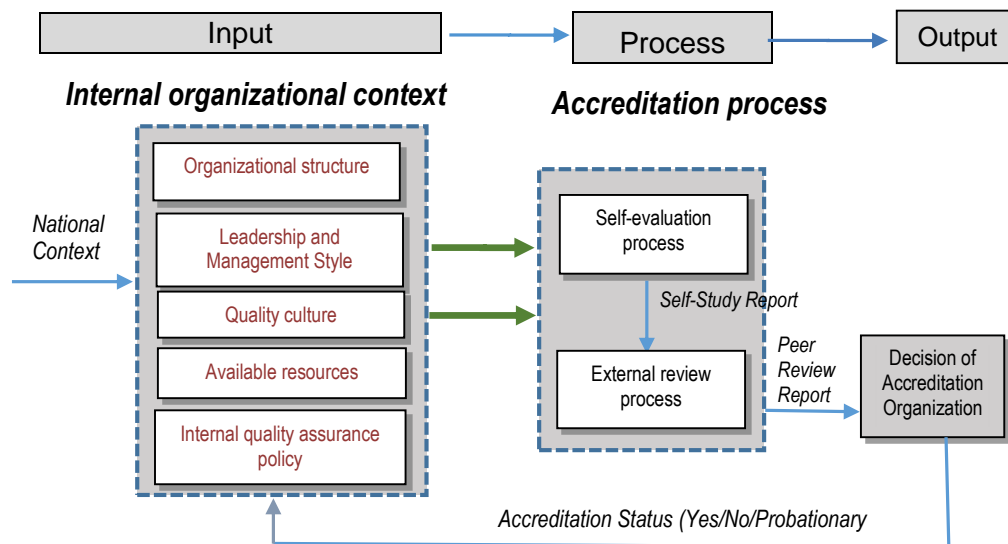 Input
Process
Output
Internal organizational context
Accreditation process
Organizational structure
National
Context
Leadership and
Management Style
Quality culture
Available resources
Internal quality assurance
policy
Self-evaluation
process
Self-Study Report
External review
process
Peer
Review
Report
Decision of
Accreditation
Organization
Accreditation Status (Yes/No/Probationary